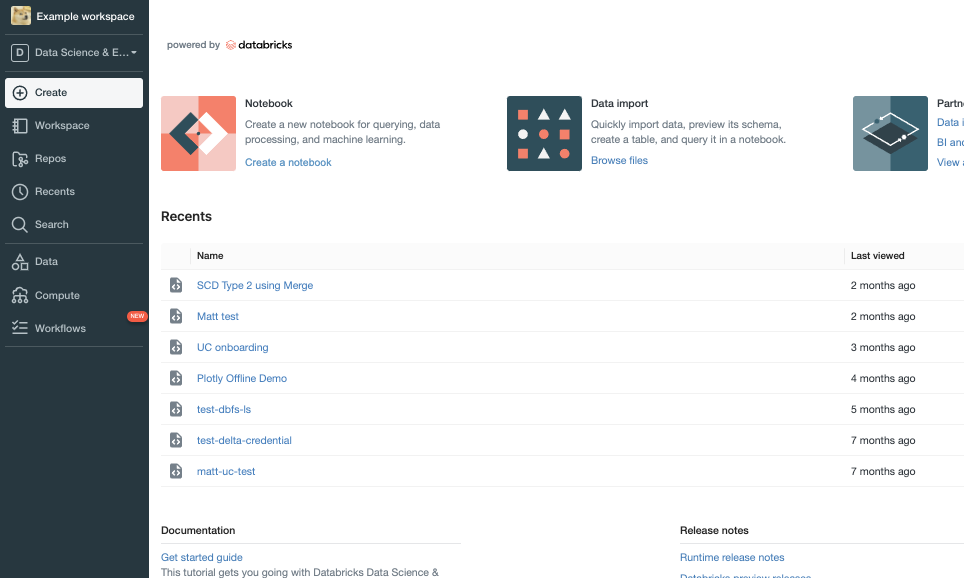 Example workspace
D Data Science & E...
Create
Workspace
Repos
Recents
Search
Data
Compute
NEW
Workflows
powered by databricks
Notebook
Create a new notebook for querying, data
processing, and machine learning.
Create a notebook
Data import
Quickly import data, preview its schema,
create a table, and query it in a notebook.
Browse files
Partne
Data i
BI and
View a
Recents
Name Last viewed
SCD Type 2 using Merge 2 months ago
Matt test 2 months ago
UC onboarding 3 months ago
Plotly Offline Demo 4 months ago
test-dbfs-ls 5 months ago
test-delta-credential 7 months ago
matt-uc-test 7 months ago
Documentation
Get started guide
This tutorial gets you going with Databricks Data Science &
Release notes
Runtime release notes
Databricks preview releases